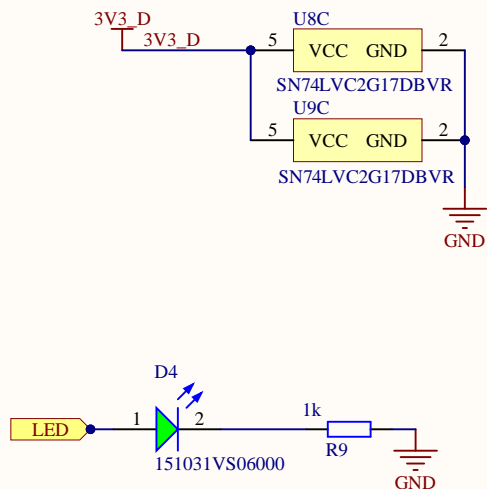 3V3_D
3V3_D
U8C
5 VCC GND 2
SN74LVC2G17DBVR
U9C
5 VCC GND 2
SN74LVC2G17DBVR
GND
D4
LED 1 2 1k
151031VS06000 R9
GND